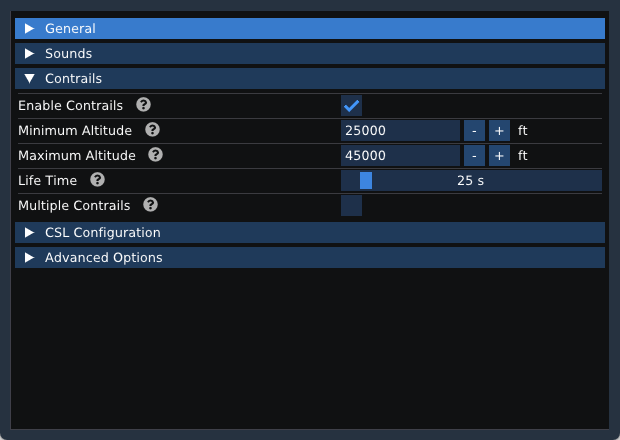 General
Sounds
Contrails
Enable Contrails ?
Minimum Altitude ? 25000 - + ft
Maximum Altitude ? 45000 - + ft
Life Time ? 25 s
Multiple Contrails ?
CSL Configuration
Advanced Options